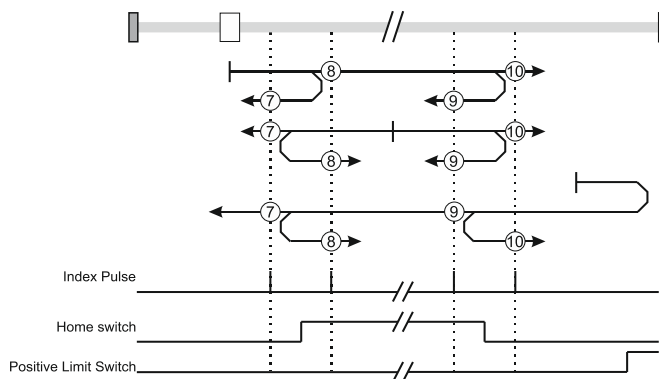 8 10
7 9
7 10
8 9
7 9
8 10
Index Pulse
Home switch
Positive Limit Switch